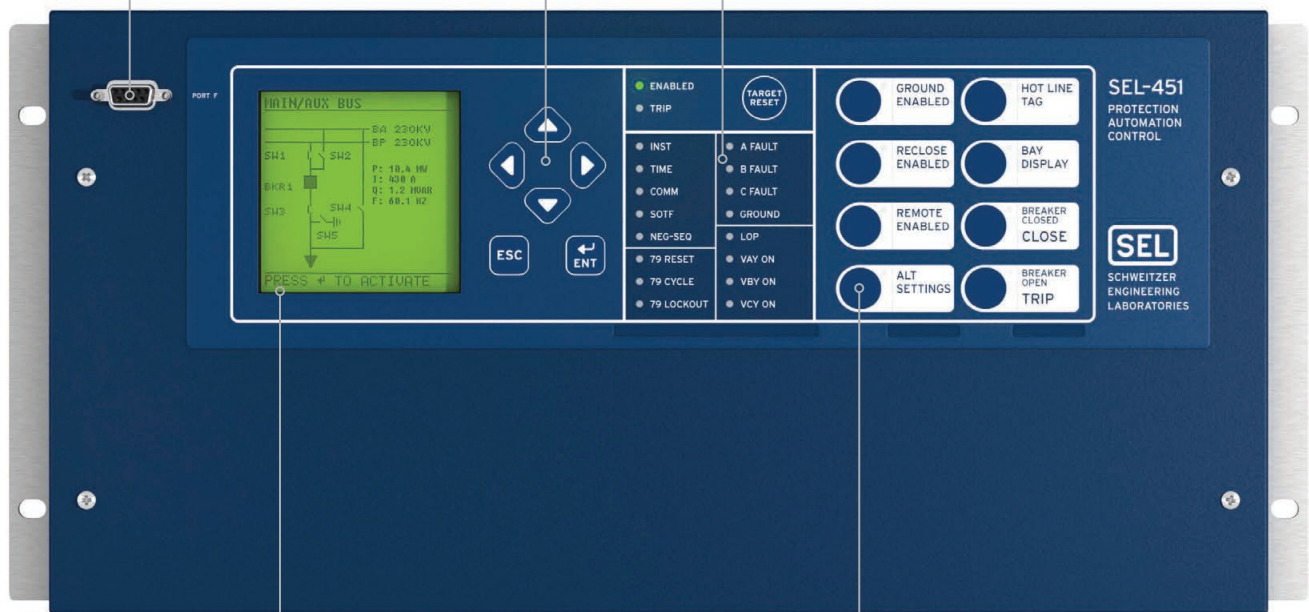 PORT F
MAIN/AUX BUS
BA 230KV
BP 230KV
SW1
SW2
P: 10.4 MW
I: 430 A
Q: 1.2 MVAR
F: 60.1 HZ
BKR1
SW3
SW4
SW5
PRESS ↵ TO ACTIVATE
ESC
ENT
ENABLED
TRIP
TARGET
RESET
INST
TIME
COMM
SOTF
NEG-SEQ
79 RESET
79 CYCLE
79 LOCKOUT
A FAULT
B FAULT
C FAULT
GROUND
LOP
VAY ON
VBY ON
VCY ON
GROUND
ENABLED
HOT LINE
TAG
RECLOSE
ENABLED
BAY
DISPLAY
REMOTE
ENABLED
BREAKER
CLOSED
CLOSE
ALT
SETTINGS
BREAKER
OPEN
TRIP
SEL-451
PROTECTION
AUTOMATION
CONTROL
SEL
SCHWEITZER
ENGINEERING
LABORATORIES